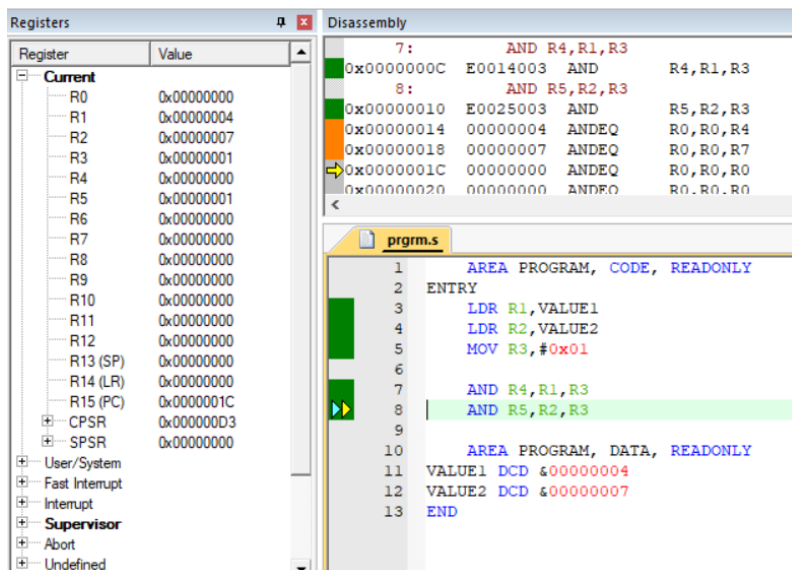 Registers
Register Value
Current
R0 0x00000000
R1 0x00000004
R2 0x00000007
R3 0x00000001
R4 0x00000000
R5 0x00000001
R6 0x00000000
R7 0x00000000
R8 0x00000000
R9 0x00000000
R10 0x00000000
R11 0x00000000
R12 0x00000000
R13 (SP) 0x00000000
R14 (LR) 0x00000000
R15 (PC) 0x0000001C
CPSR 0x000000D3
SPSR 0x00000000
User/System
Fast Interrupt
Interrupt
Supervisor
Abort
Undefined
Disassembly
7: AND R4,R1,R3
0x0000000C E0014003 AND R4,R1,R3
8: AND R5,R2,R3
0x00000010 E0025003 AND R5,R2,R3
0x00000014 00000004 ANDEQ R0,R0,R4
0x00000018 00000007 ANDEQ R0,R0,R7
0x0000001C 00000000 ANDEQ R0,R0,R0
0x00000020 00000000 ANDEQ R0,R0,R0
prgrm.s
1 AREA PROGRAM, CODE, READONLY
2 ENTRY
3 LDR R1,VALUE1
4 LDR R2,VALUE2
5 MOV R3,#0x01
6
7 AND R4,R1,R3
8 AND R5,R2,R3
9
10 AREA PROGRAM, DATA, READONLY
11 VALUE1 DCD &00000004
12 VALUE2 DCD &00000007
13 END